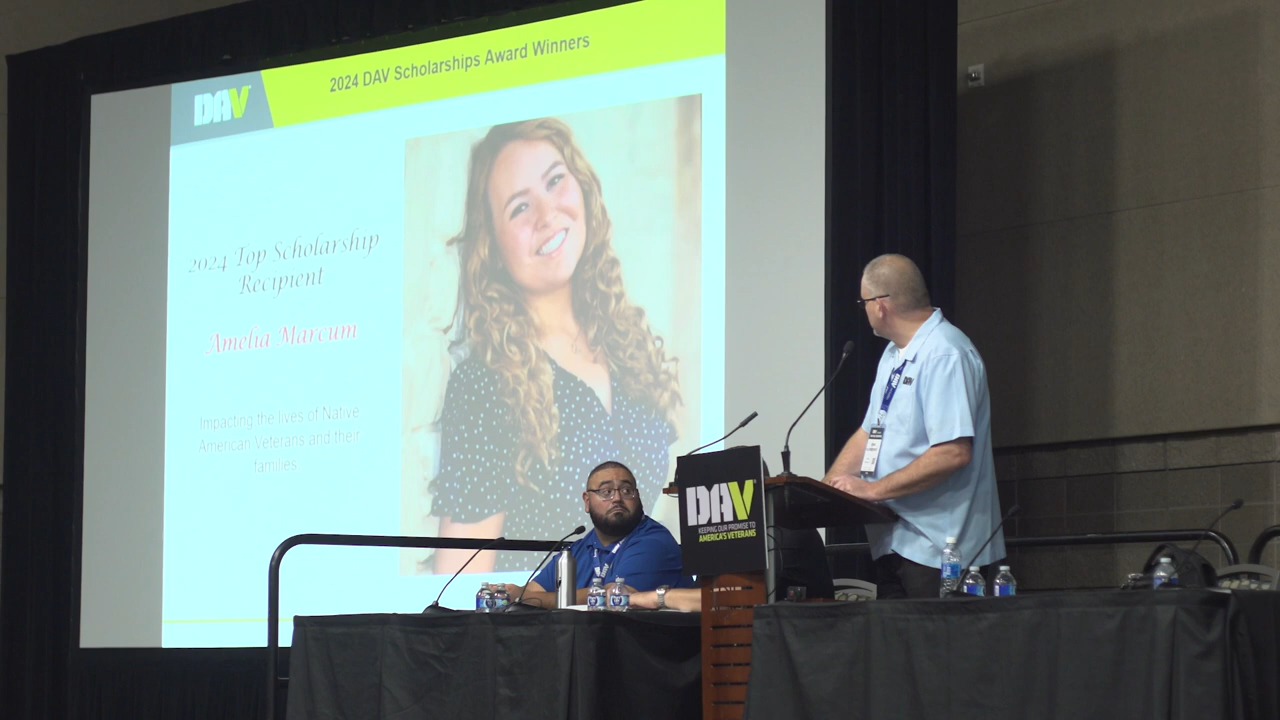 DAV
2024 DAV Scholarships Award Winners
2024 Top Scholarship
Recipient
Amelia Marcum
Impacting the lives of Native
American Veterans and their
families
DAV
DAV
KEEPING OUR PROMISE TO
AMERICA'S VETERANS